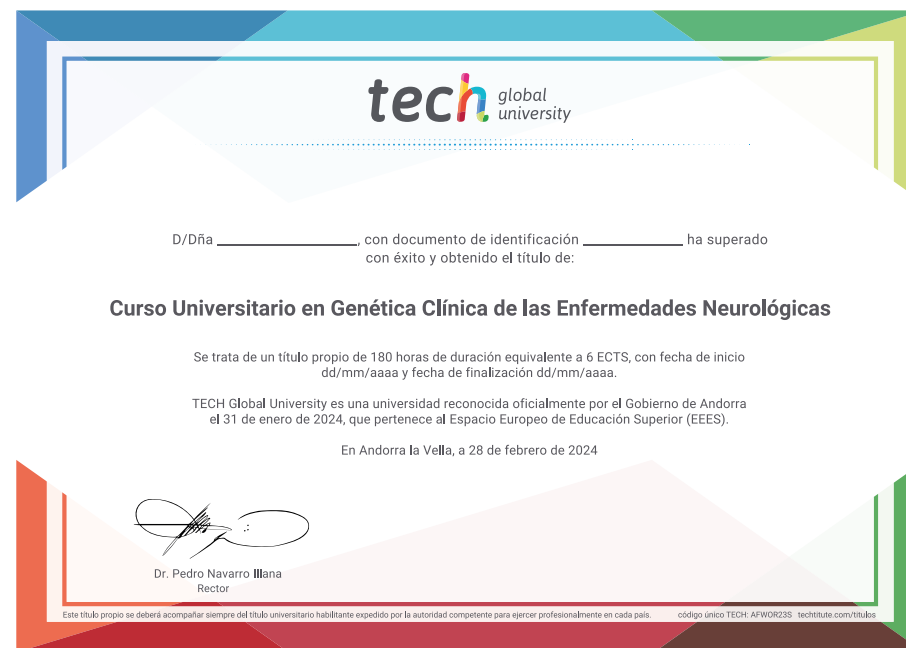 tech global university
D/Dña ______________, con documento de identificación __________ ha superado
con éxito y obtenido el título de:
Curso Universitario en Genética Clínica de las Enfermedades Neurológicas
Se trata de un título propio de 180 horas de duración equivalente a 6 ECTS, con fecha de inicio
dd/mm/aaaa y fecha de finalización dd/mm/aaaa.
TECH Global University es una universidad reconocida oficialmente por el Gobierno de Andorra
el 31 de enero de 2024, que pertenece al Espacio Europeo de Educación Superior (EEES).
En Andorra la Vella, a 28 de febrero de 2024
Dr. Pedro Navarro Illana
Rector
Este título propio se deberá acompañar siempre del título universitario habilitante expedido por la autoridad competente para ejercer profesionalmente en cada país. código único TECH: AFWOR23S techtitute.com/titulos